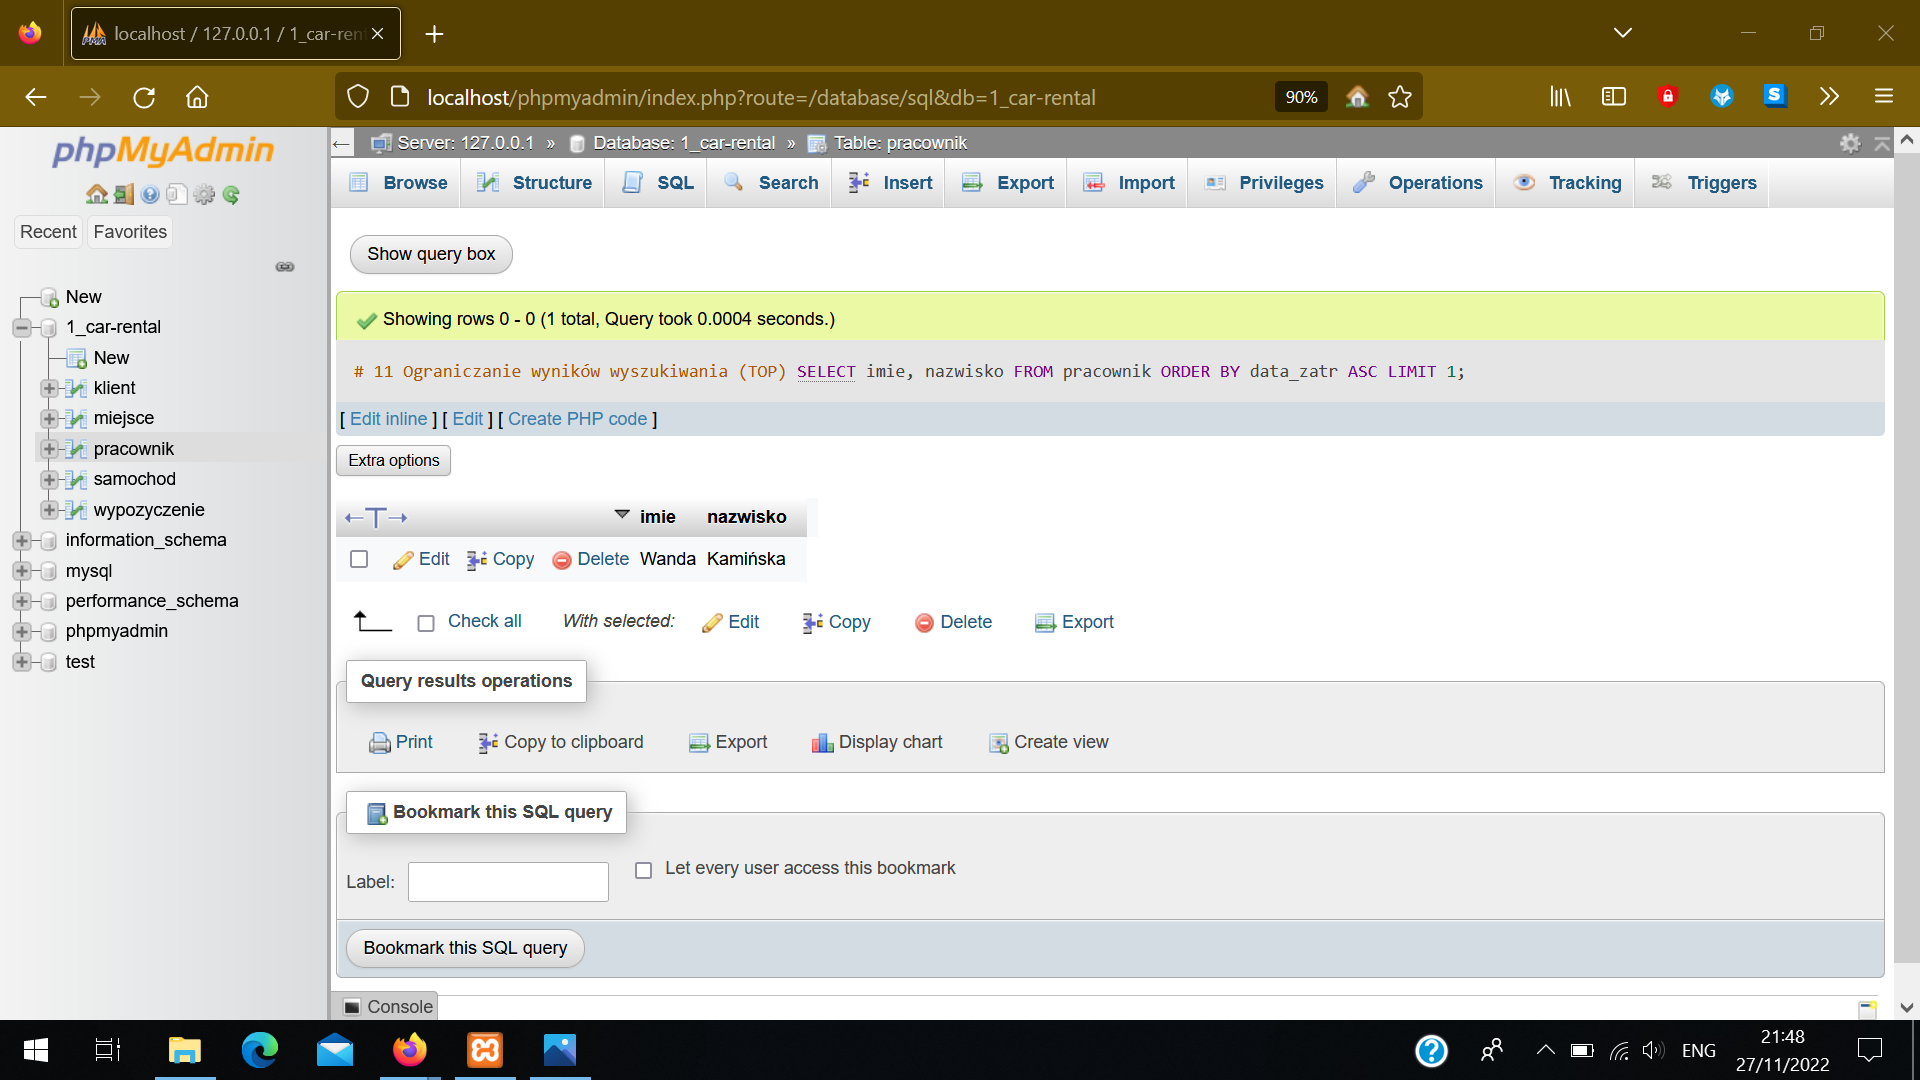 localhost / 127.0.0.1 / 1_car-ren
localhost/phpmyadmin/index.php?route=/database/sql&db=1_car-rental
90%
phpMyAdmin
Recent
Favorites
New
1_car-rental
New
klient
miejsce
pracownik
samochod
wypozyczenie
information_schema
mysql
performance_schema
phpmyadmin
test
Server: 127.0.0.1 » Database: 1_car-rental » Table: pracownik
Browse Structure SQL Search Insert Export Import Privileges Operations Tracking Triggers
Show query box
Showing rows 0 - 0 (1 total, Query took 0.0004 seconds.)
# 11 Ograniczanie wyników wyszukiwania (TOP) SELECT imie, nazwisko FROM pracownik ORDER BY data_zatr ASC LIMIT 1;
[ Edit inline ] [ Edit ] [ Create PHP code ]
Extra options
←T→ imie nazwisko
Edit Copy Delete Wanda Kamińska
Check all With selected: Edit Copy Delete Export
Query results operations
Print Copy to clipboard Export Display chart Create view
Bookmark this SQL query
Label: Let every user access this bookmark
Bookmark this SQL query
Console
ENG
21:48
27/11/2022